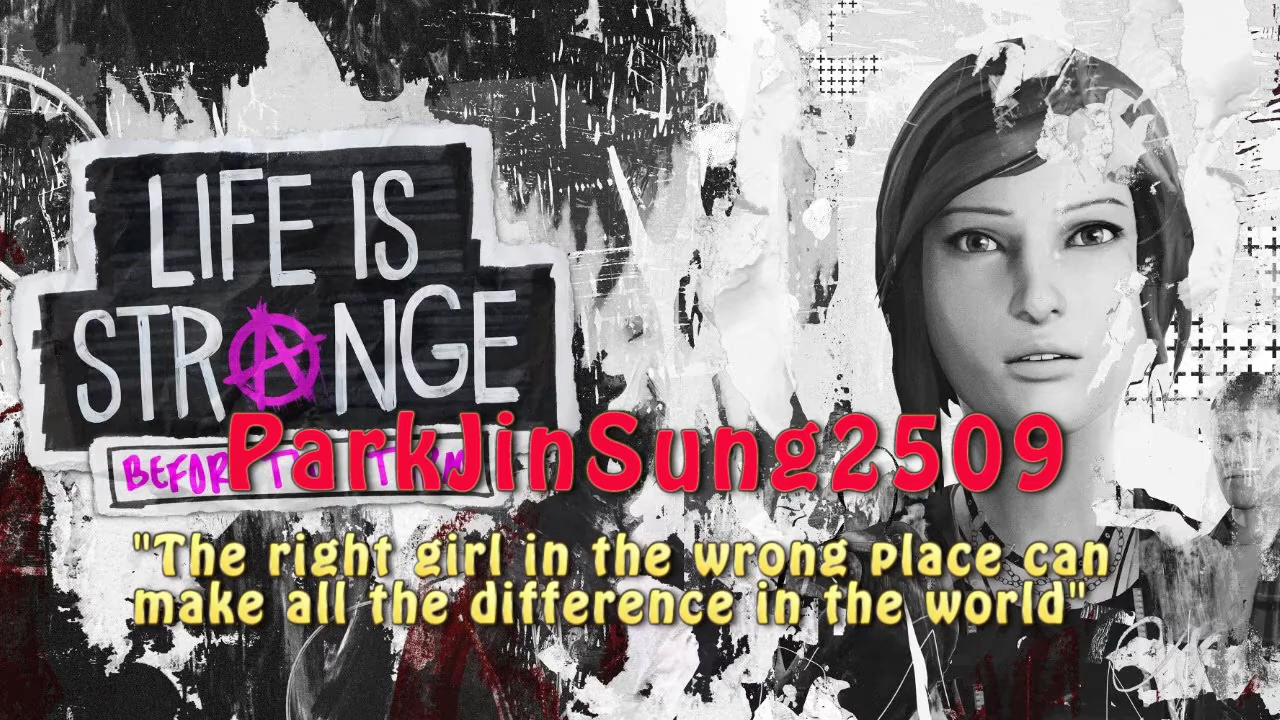 LIFE IS
STRANGE
BEFOR
ParkJinSung2509
"The right girl in the wrong place can
make all the difference in the world"